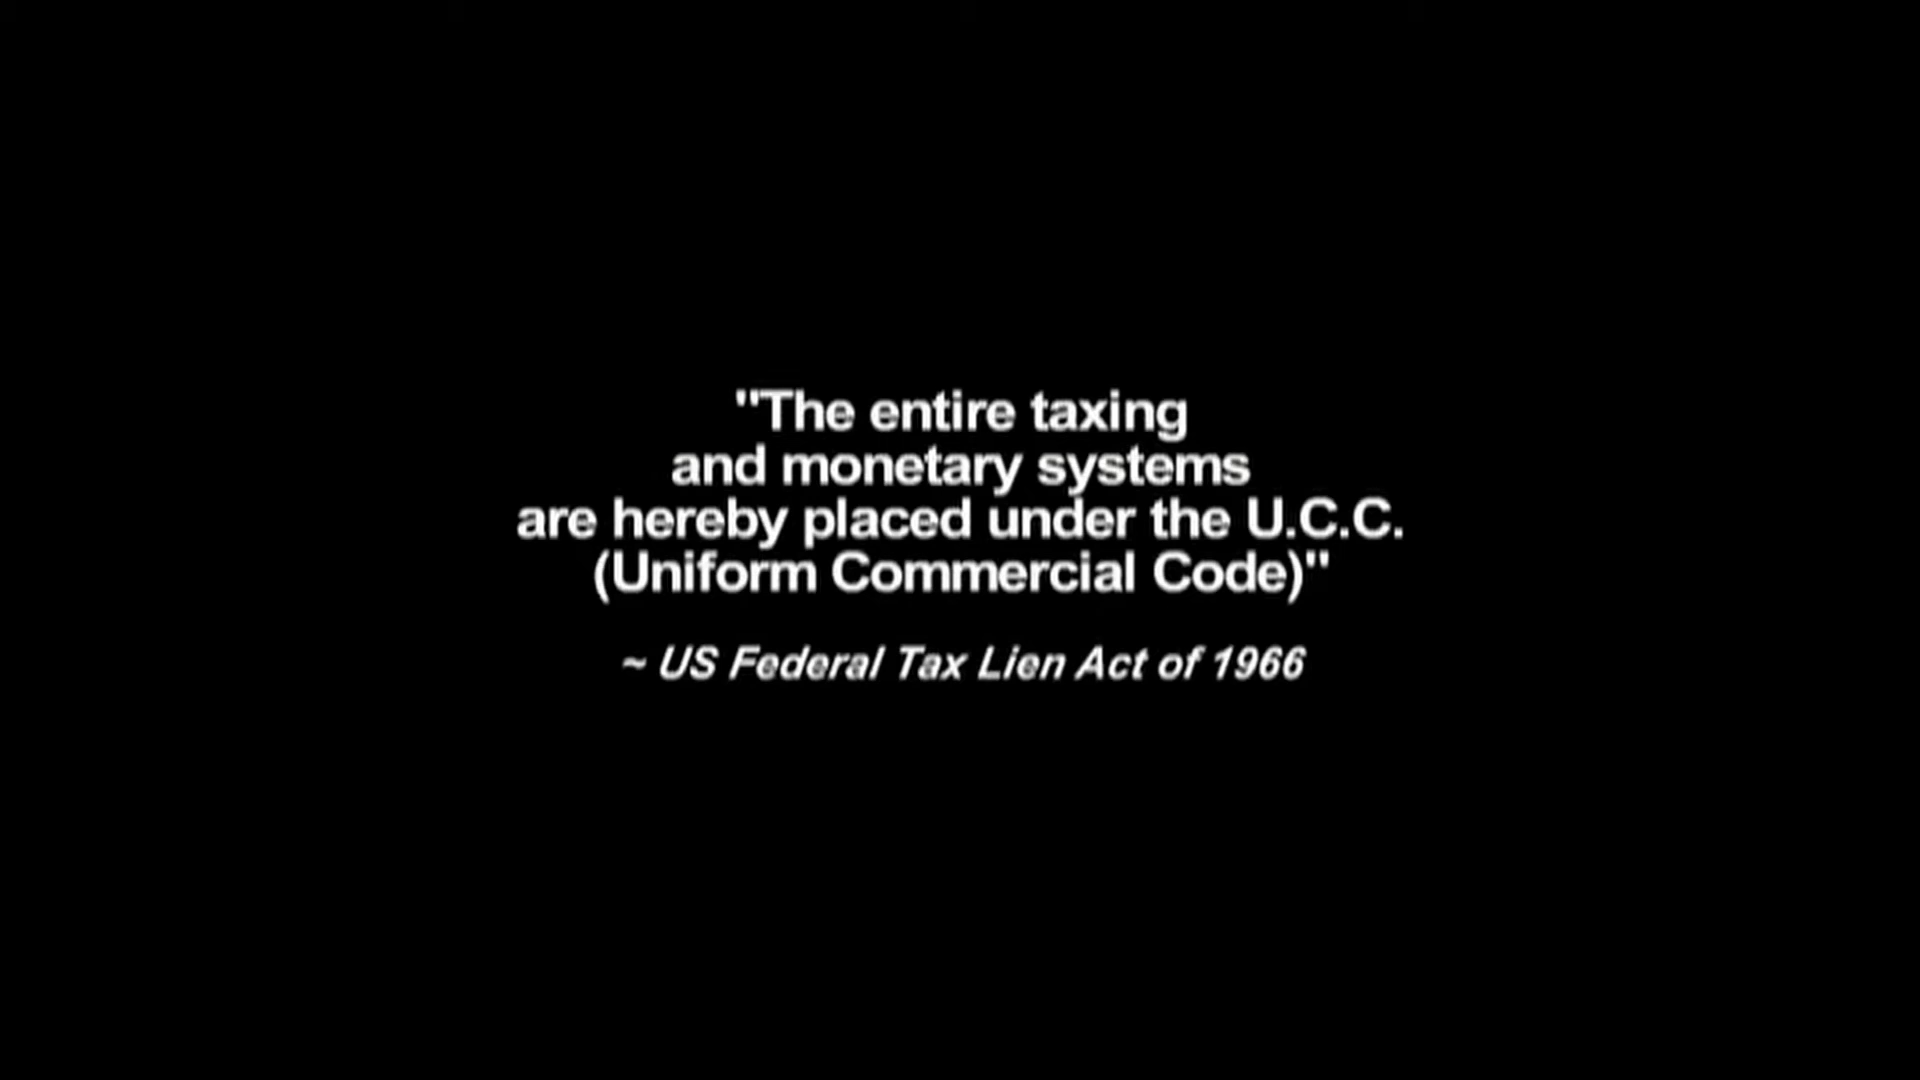 "The entire taxing
and monetary systems
are hereby placed under the U.C.C.
(Uniform Commercial Code)"
~ US Federal Tax Lien Act of 1966